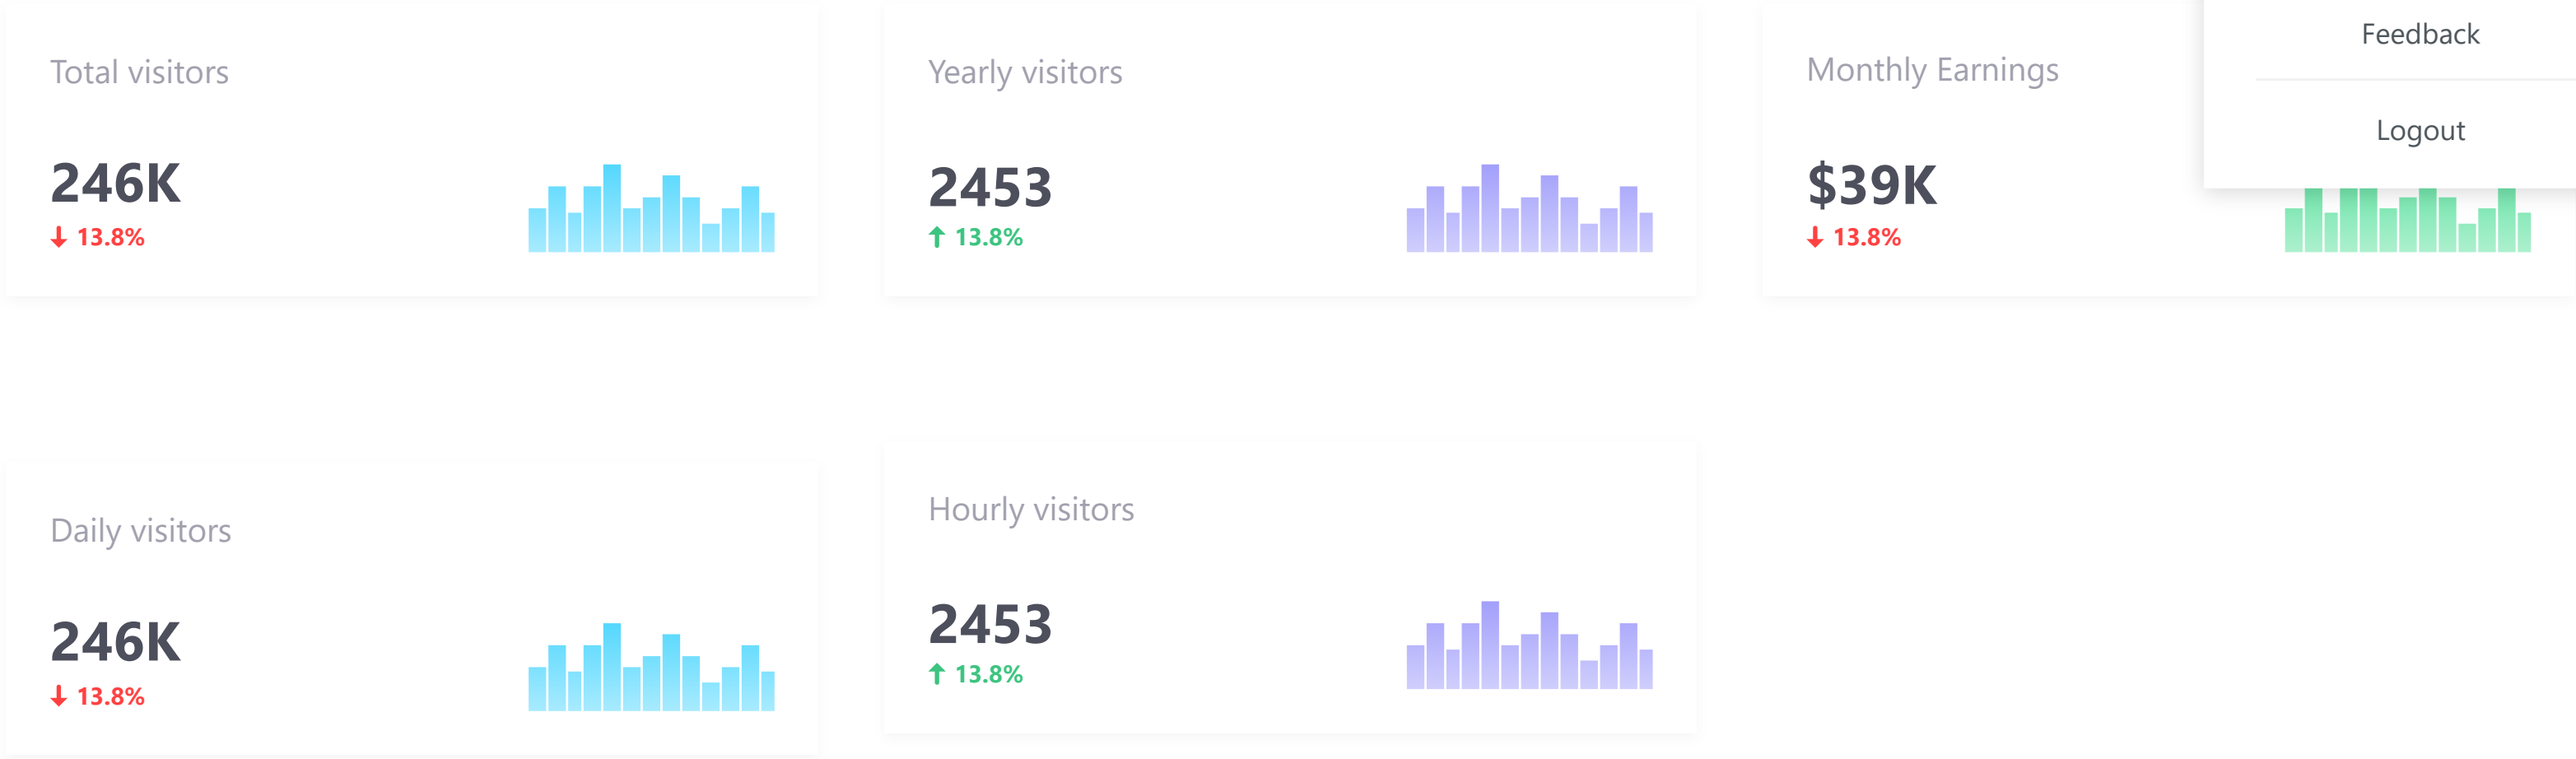 Total visitors
246K
13.8%
Yearly visitors
2453
13.8%
Monthly Earnings
$39K
13.8%
Feedback
Logout
Daily visitors
246K
13.8%
Hourly visitors
2453
13.8%